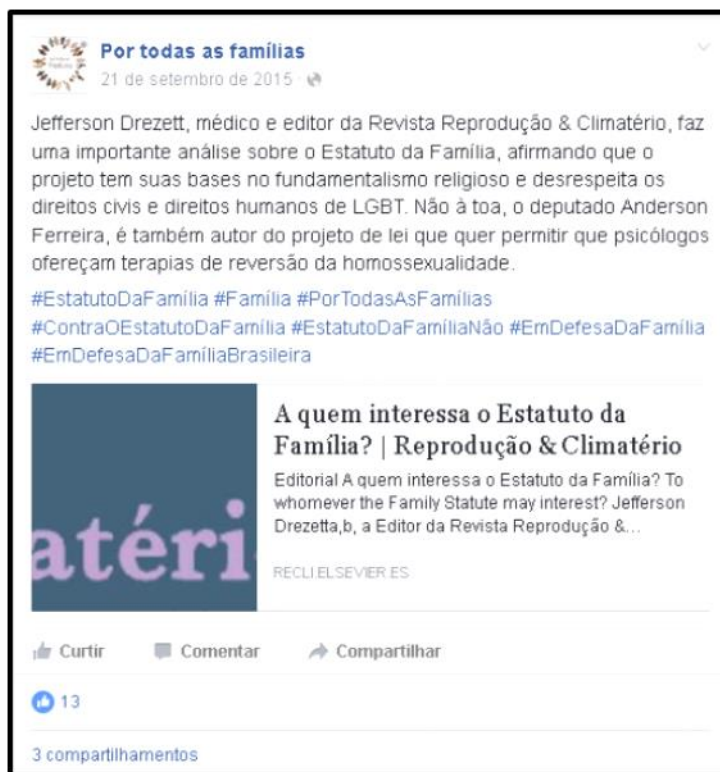 Por todas as famílias
21 de setembro de 2015
Jefferson Drezett, médico e editor da Revista Reprodução & Climatério, faz
uma importante análise sobre o Estatuto da Família, afirmando que o
projeto tem suas bases no fundamentalismo religioso e desrespeita os
direitos civis e direitos humanos de LGBT. Não à toa, o deputado Anderson
Ferreira, é também autor do projeto de lei que quer permitir que psicólogos
ofereçam terapias de reversão da homossexualidade.
#EstatutoDaFamília #Família #PorTodasAsFamílias
#ContraOEstatutoDaFamília #EstatutoDaFamíliaNão #EmDefesaDaFamília
#EmDefesaDaFamíliaBrasileira
atéri
A quem interessa o Estatuto da
Família? | Reprodução & Climatério
Editorial A quem interessa o Estatuto da Família? To
whomever the Family Statute may interest? Jefferson
Drezetta,b, a Editor da Revista Reprodução &...
RECLI.ELSEVIER.ES
Curtir Comentar Compartilhar
13
3 compartilhamentos